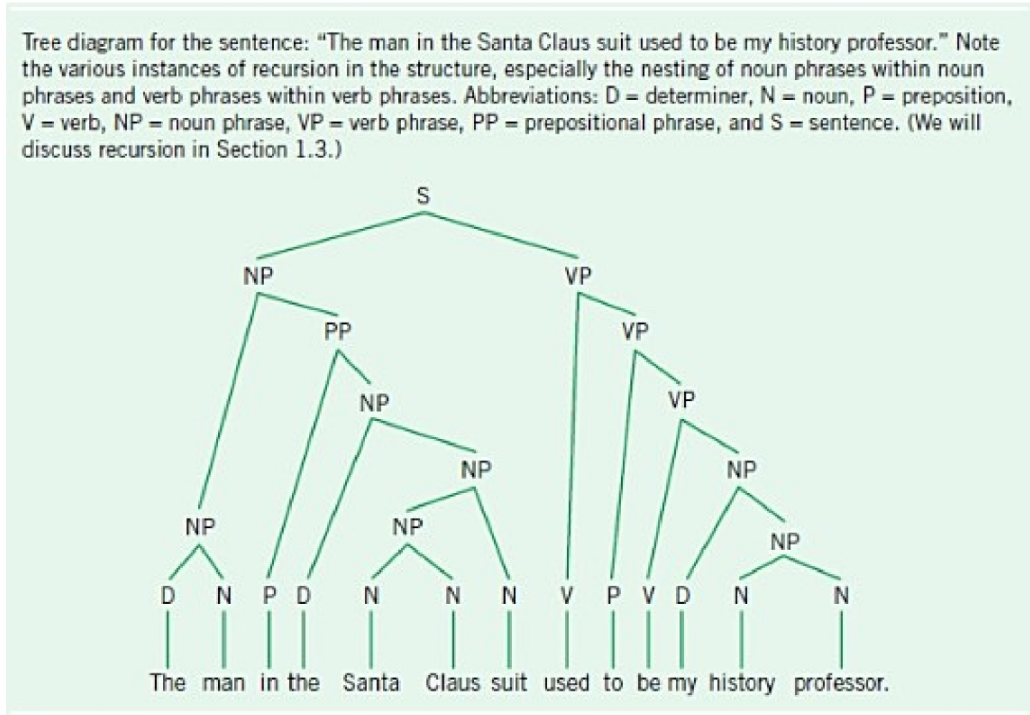 Tree diagram for the sentence: “The man in the Santa Claus suit used to be my history professor.” Note
the various instances of recursion in the structure, especially the nesting of noun phrases within noun
phrases and verb phrases within verb phrases. Abbreviations: D = determiner, N = noun, P = preposition,
V = verb, NP = noun phrase, VP = verb phrase, PP = prepositional phrase, and S = sentence. (We will
discuss recursion in Section 1.3.)
S
NP VP
PP VP
NP VP
NP NP
NP NP NP
D N P D N N N V P V D N N
The man in the Santa Claus suit used to be my history professor.